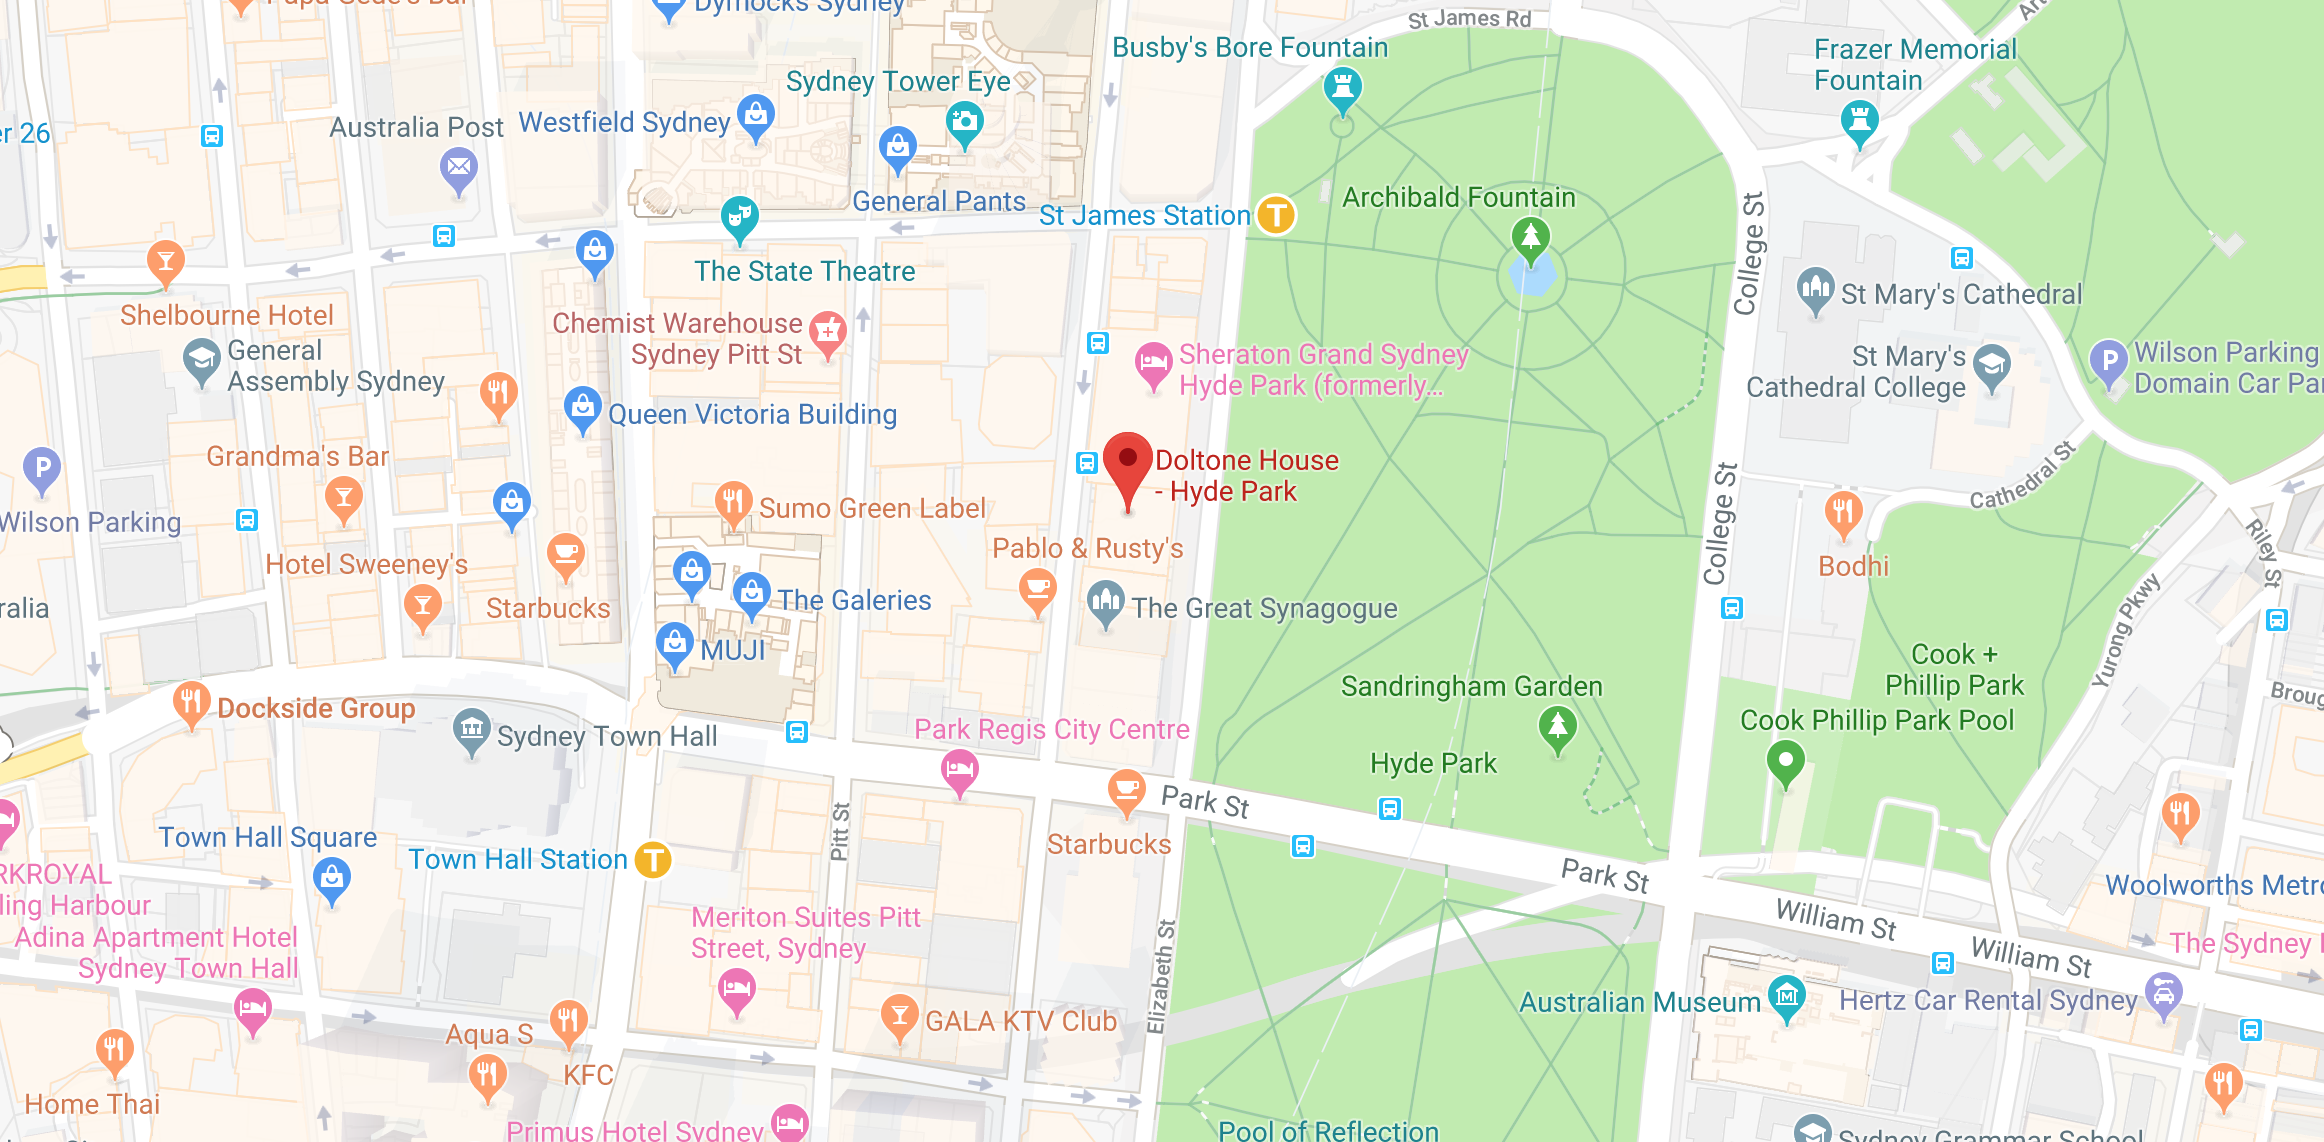 Papa Gede's Bar
Dymocks Sydney
St James Rd
Art
Busby's Bore Fountain
Frazer Memorial
Fountain
Sydney Tower Eye
Australia Post
Westfield Sydney
er 26
General Pants
St James Station
Archibald Fountain
College St
The State Theatre
St Mary's Cathedral
Shelbourne Hotel
Chemist Warehouse
Sydney Pitt St
General
Assembly Sydney
Sheraton Grand Sydney
Hyde Park (formerly...
St Mary's
Cathedral College
Wilson Parking
Domain Car Par
Queen Victoria Building
Grandma's Bar
Doltone House
- Hyde Park
Cathedral St
College St
Wilson Parking
Sumo Green Label
Pablo & Rusty's
Riley St
Hotel Sweeney's
Bodhi
ralia
Starbucks
The Galeries
The Great Synagogue
Yurong Pkwy
MUJI
Cook +
Phillip Park
Sandringham Garden
Broug
Dockside Group
Sydney Town Hall
Park Regis City Centre
Cook Phillip Park Pool
Hyde Park
Park St
Pitt St
Town Hall Square
Town Hall Station
Starbucks
Park St
RKROYAL
ling Harbour
Woolworths Metro
Meriton Suites Pitt
Street, Sydney
William St
Adina Apartment Hotel
Sydney Town Hall
Elizabeth St
William St
The Sydney
Australian Museum
Hertz Car Rental Sydney
Aqua S
GALA KTV Club
KFC
Home Thai
Primus Hotel Sydney
Pool of Reflection
Sydney Grammar School